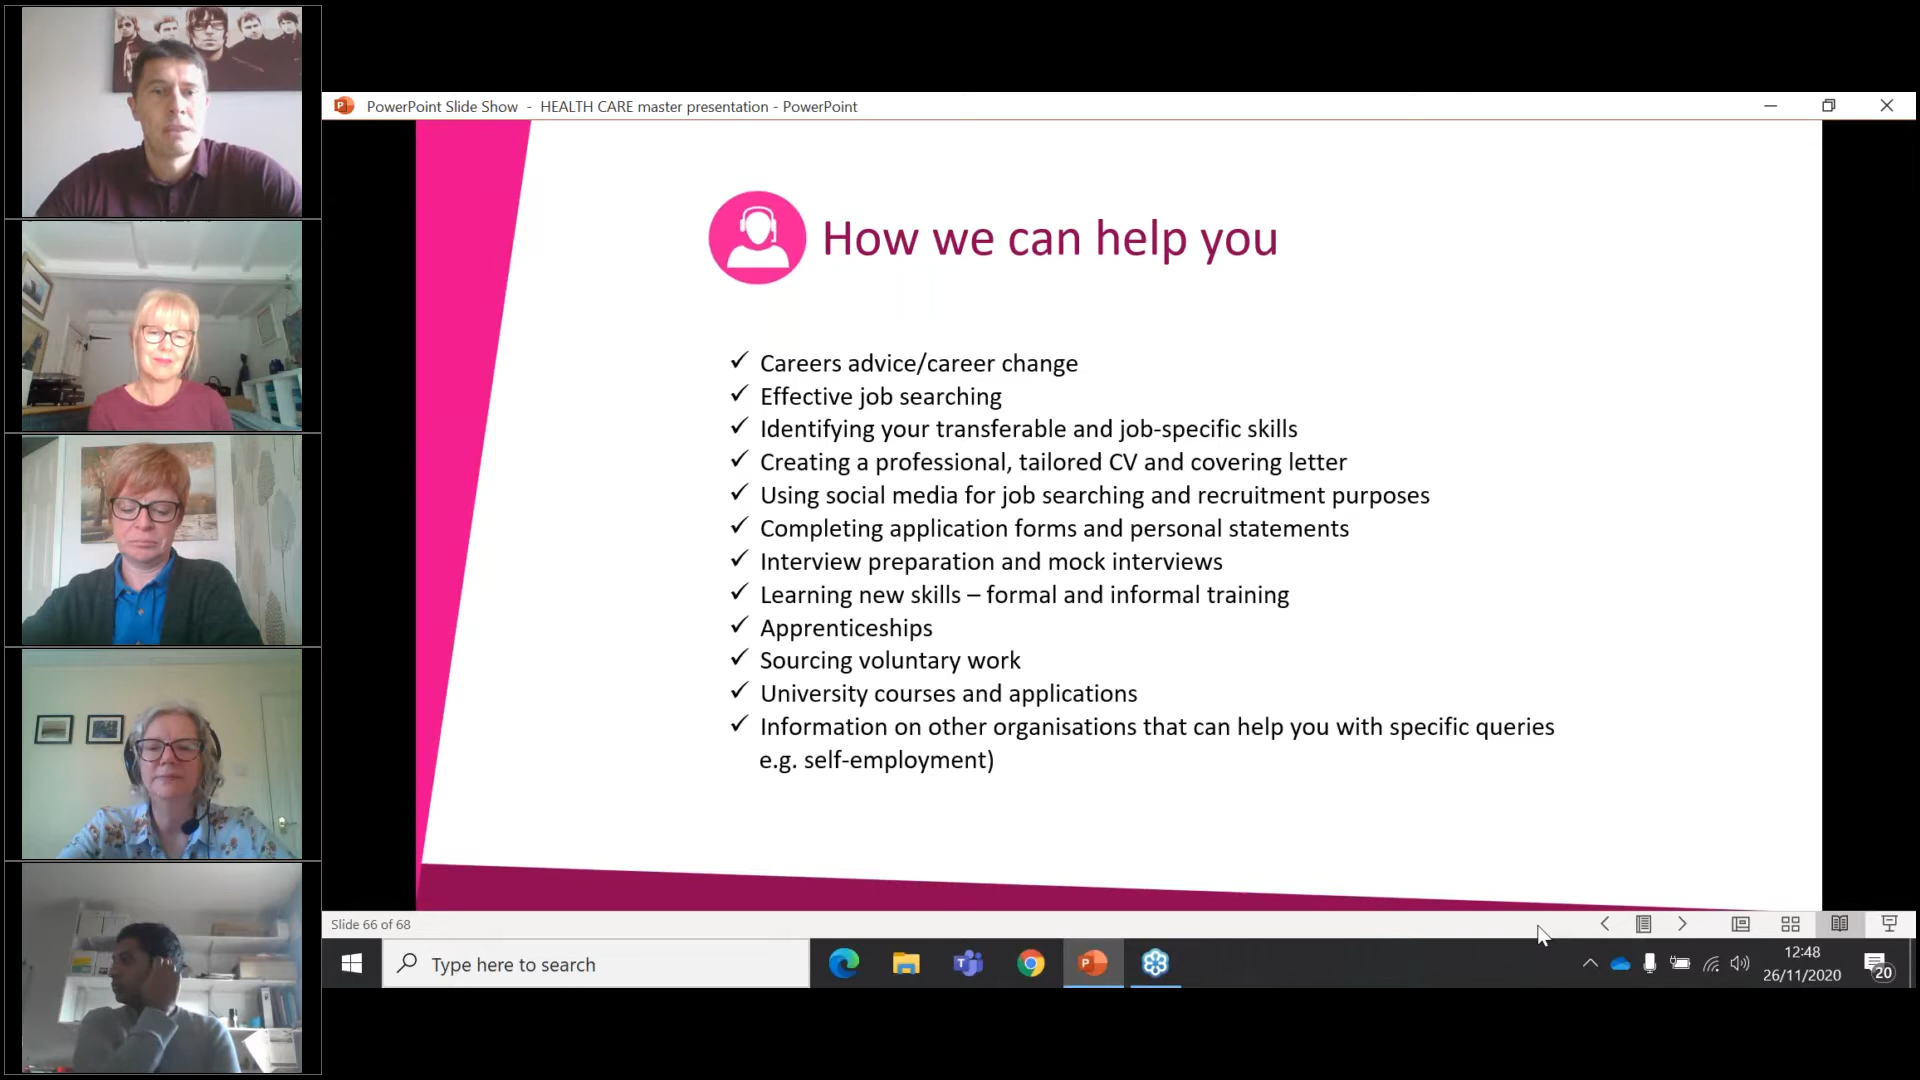 PowerPoint Slide Show - HEALTH CARE master presentation - PowerPoint
How we can help you
✓ Careers advice/career change
✓ Effective job searching
✓ Identifying your transferable and job-specific skills
✓ Creating a professional, tailored CV and covering letter
✓ Using social media for job searching and recruitment purposes
✓ Completing application forms and personal statements
✓ Interview preparation and mock interviews
✓ Learning new skills – formal and informal training
✓ Apprenticeships
✓ Sourcing voluntary work
✓ University courses and applications
✓ Information on other organisations that can help you with specific queries
e.g. self-employment)
Slide 66 of 68
Type here to search
12:48
26/11/2020
20